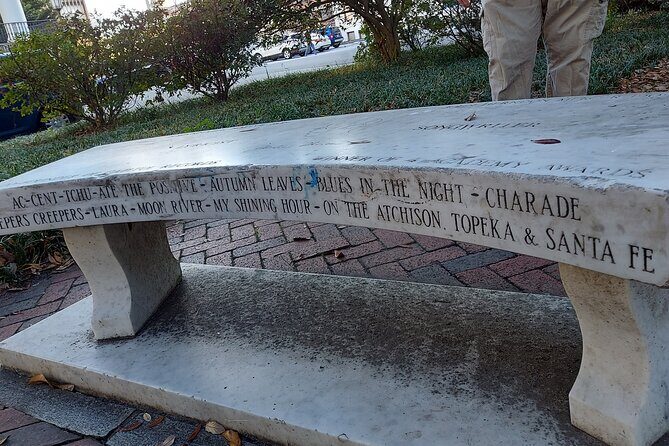 SONGWRITER
WINNER OF 4 ACADEMY AWARDS
AC-CENT-TCHU-ATE THE POSITIVE - AUTUMN LEAVES - BLUES IN THE NIGHT - CHARADE
EPERS CREEPERS - LAURA - MOON RIVER - MY SHINING HOUR - ON THE ATCHISON, TOPEKA & SANTA FE